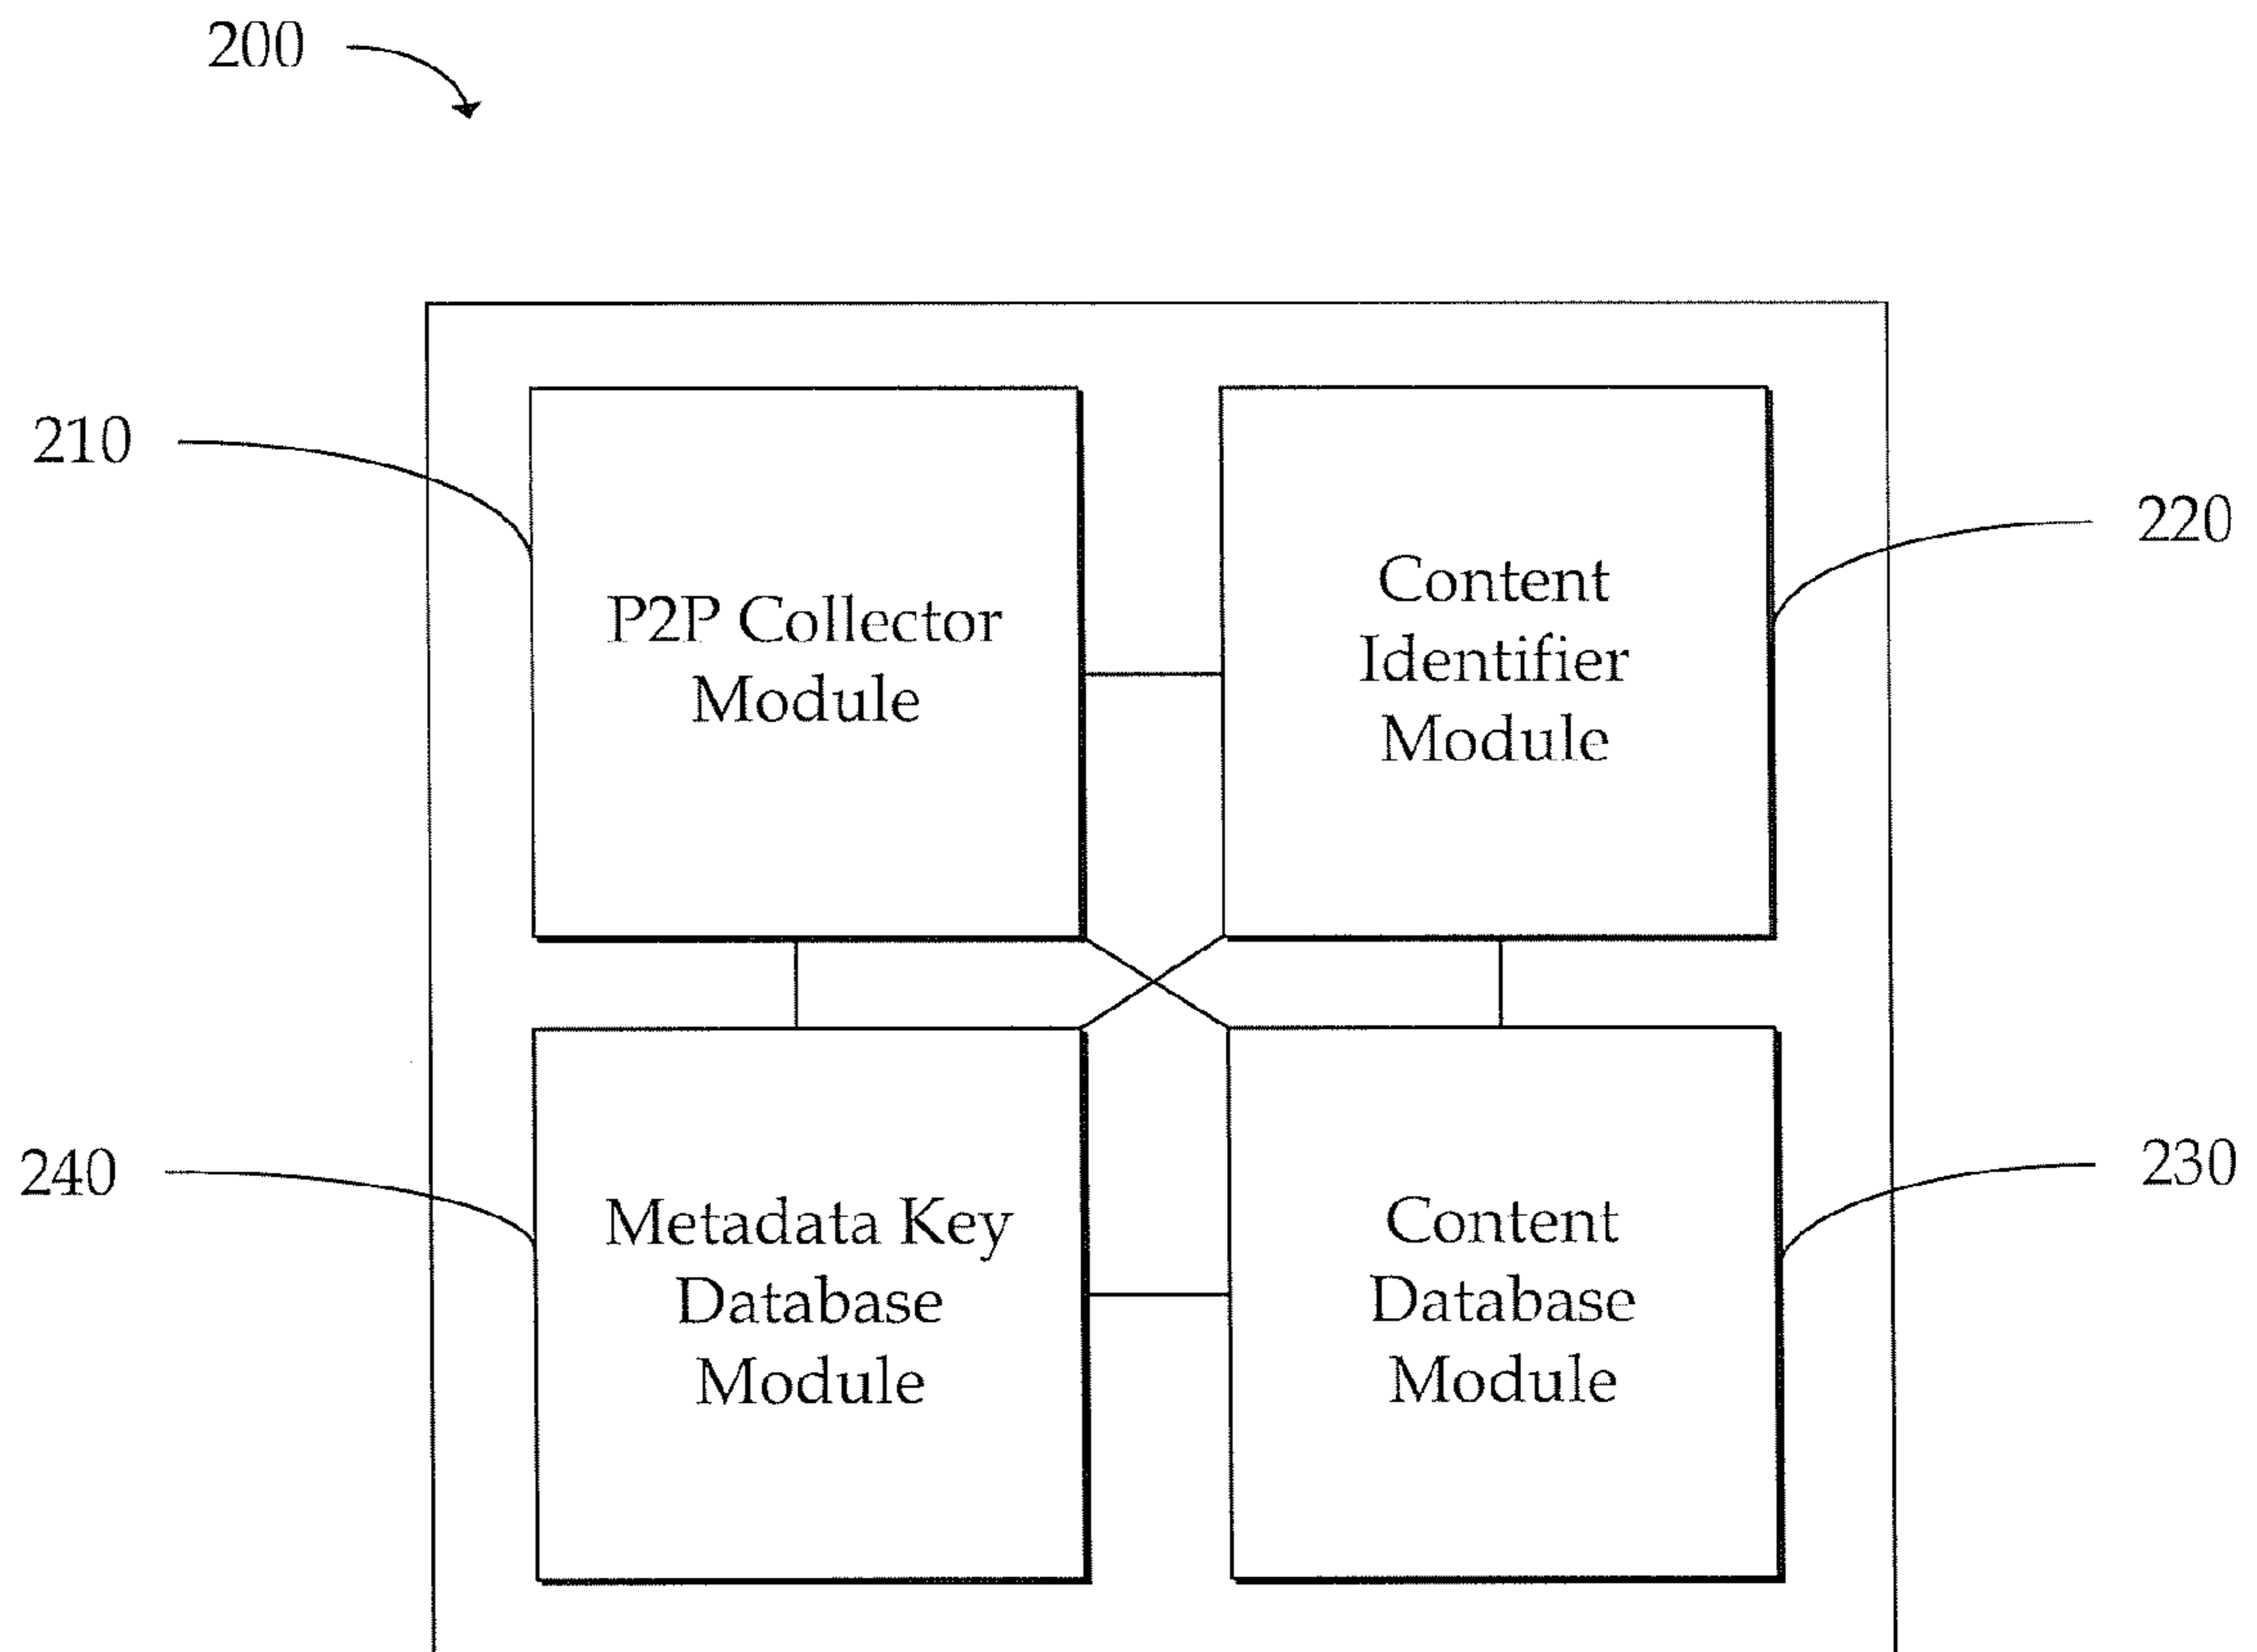 200
210
P2P Collector
Module
220
Content
Identifier
Module
240
Metadata Key
Database
Module
230
Content
Database
Module